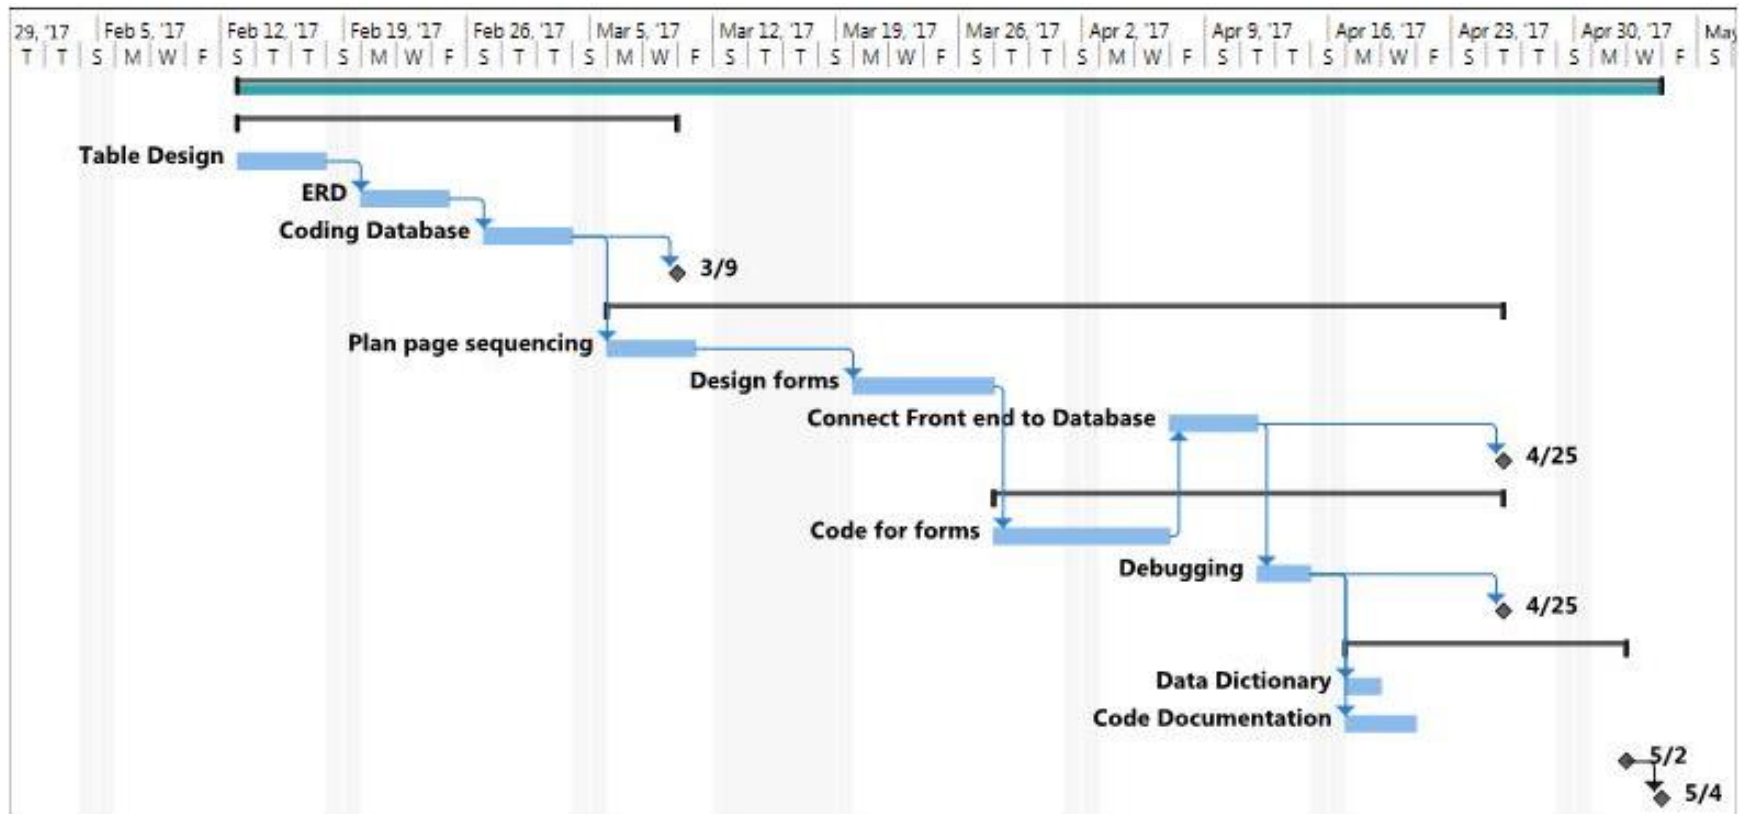 29, '17 Feb 5, '17 Feb 12, '17 Feb 19, '17 Feb 26, '17 Mar 5, '17 Mar 12, '17 Mar 19, '17 Mar 26, '17 Apr 2, '17 Apr 9, '17 Apr 16, '17 Apr 23, '17 Apr 30, '17 May
T T S M W F S T T S M W F S T T S M W F S T T S M W F S T T S M W F S T T S M W F S T T S M W F S
Table Design
ERD
Coding Database
3/9
Plan page sequencing
Design forms
Connect Front end to Database
4/25
Code for forms
Debugging
4/25
Data Dictionary
Code Documentation
5/2
5/4